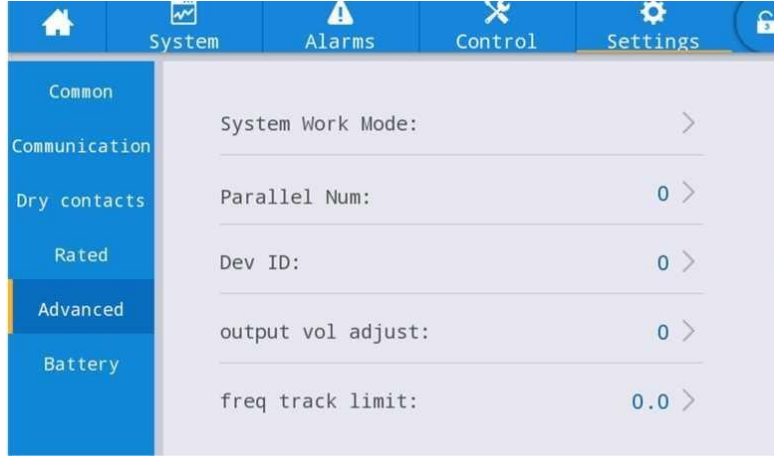 System Alarms Control Settings
Common
Communication
Dry contacts
Rated
Advanced
Battery
System Work Mode:
Parallel Num: 0
Dev ID: 0
output vol adjust: 0
freq track limit: 0.0